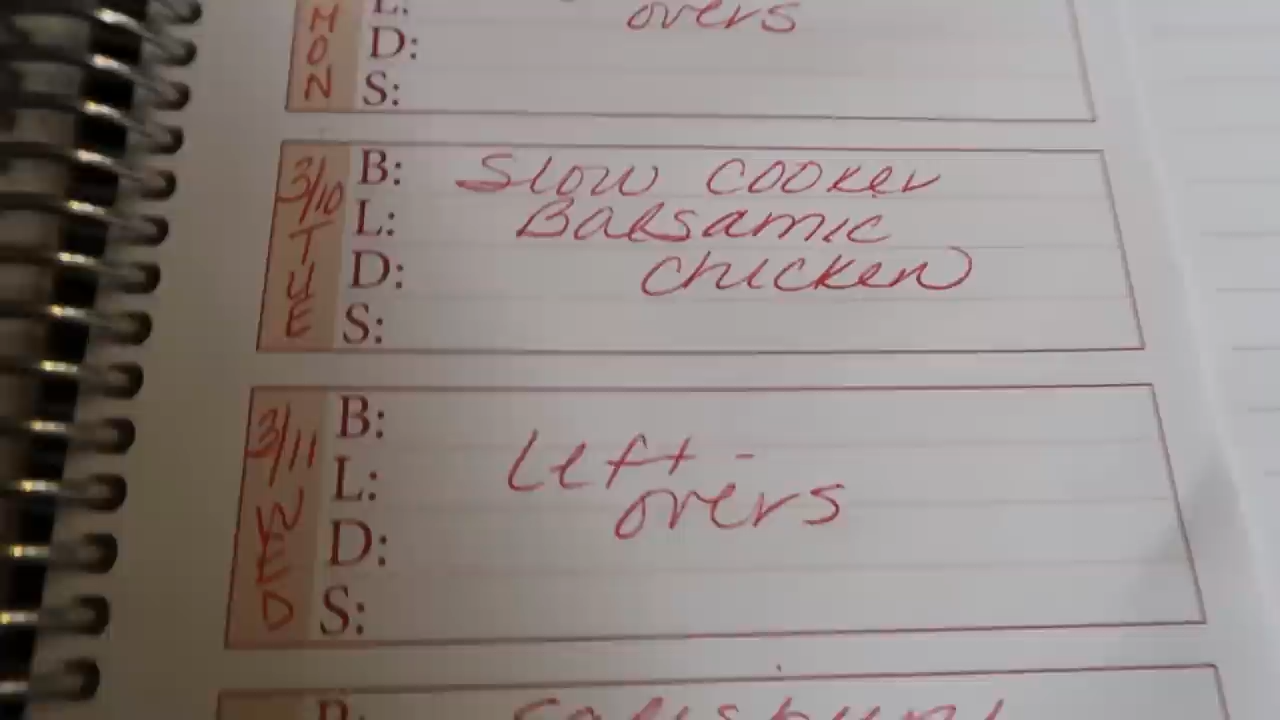 L: overs
MON
D:
S:
3/10 TUE
B: Slow cooker
L: Balsamic
D: chicken
S:
3/11 WED
B:
L: Left-
overs
D:
S: